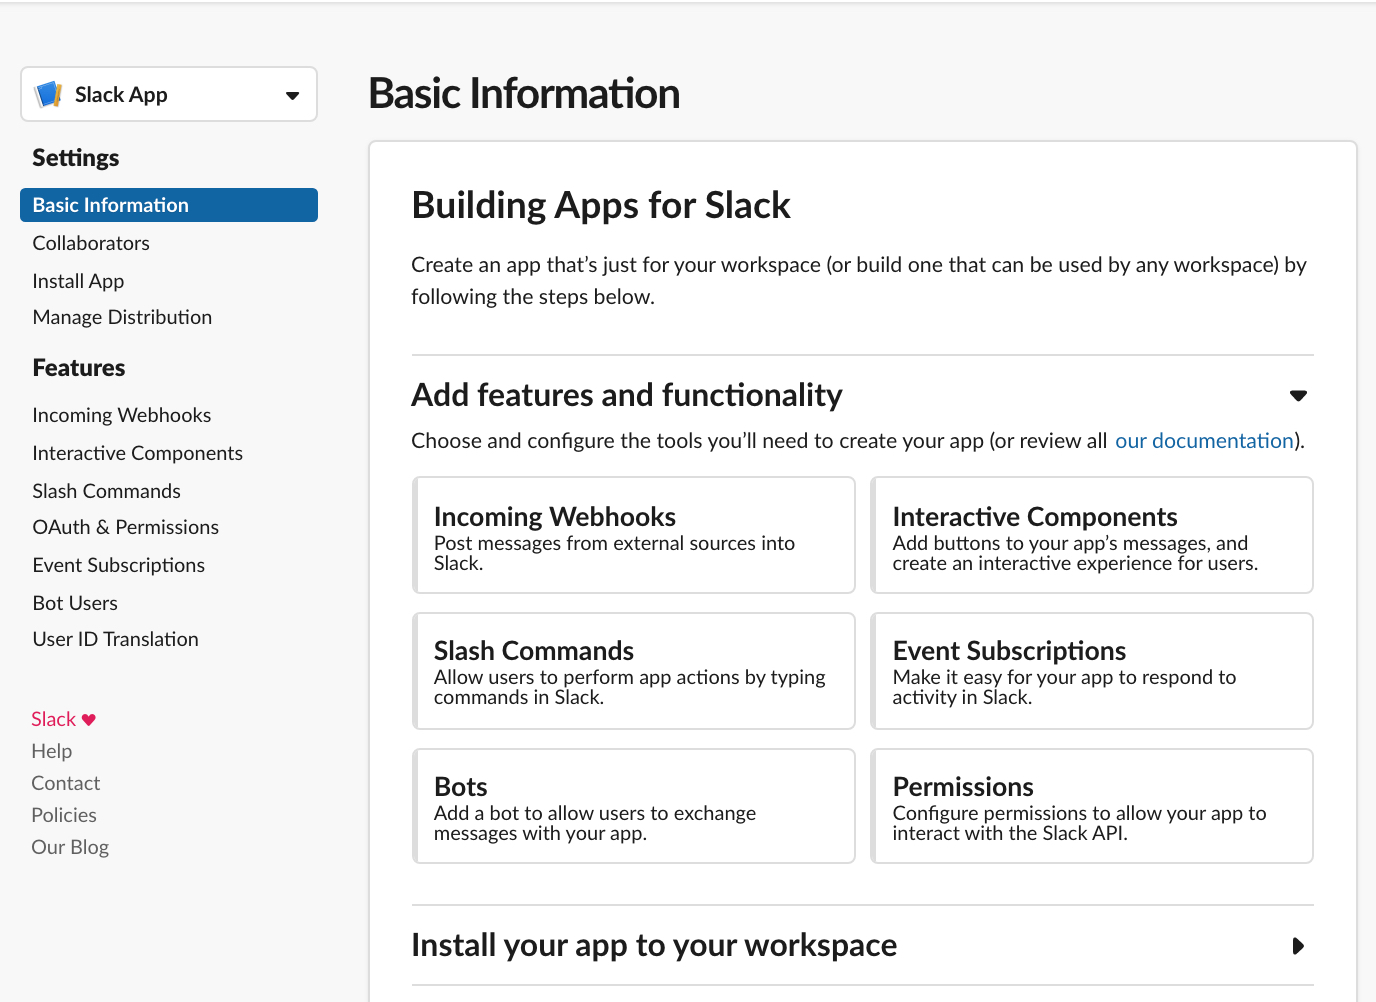 Slack App
Settings
Basic Information
Collaborators
Install App
Manage Distribution
Features
Incoming Webhooks
Interactive Components
Slash Commands
OAuth & Permissions
Event Subscriptions
Bot Users
User ID Translation
Slack ♥
Help
Contact
Policies
Our Blog
Basic Information
Building Apps for Slack
Create an app that’s just for your workspace (or build one that can be used by any workspace) by
following the steps below.
Add features and functionality
Choose and configure the tools you’ll need to create your app (or review all our documentation).
Incoming Webhooks
Post messages from external sources into
Slack.
Interactive Components
Add buttons to your app’s messages, and
create an interactive experience for users.
Slash Commands
Allow users to perform app actions by typing
commands in Slack.
Event Subscriptions
Make it easy for your app to respond to
activity in Slack.
Bots
Add a bot to allow users to exchange
messages with your app.
Permissions
Configure permissions to allow your app to
interact with the Slack API.
Install your app to your workspace